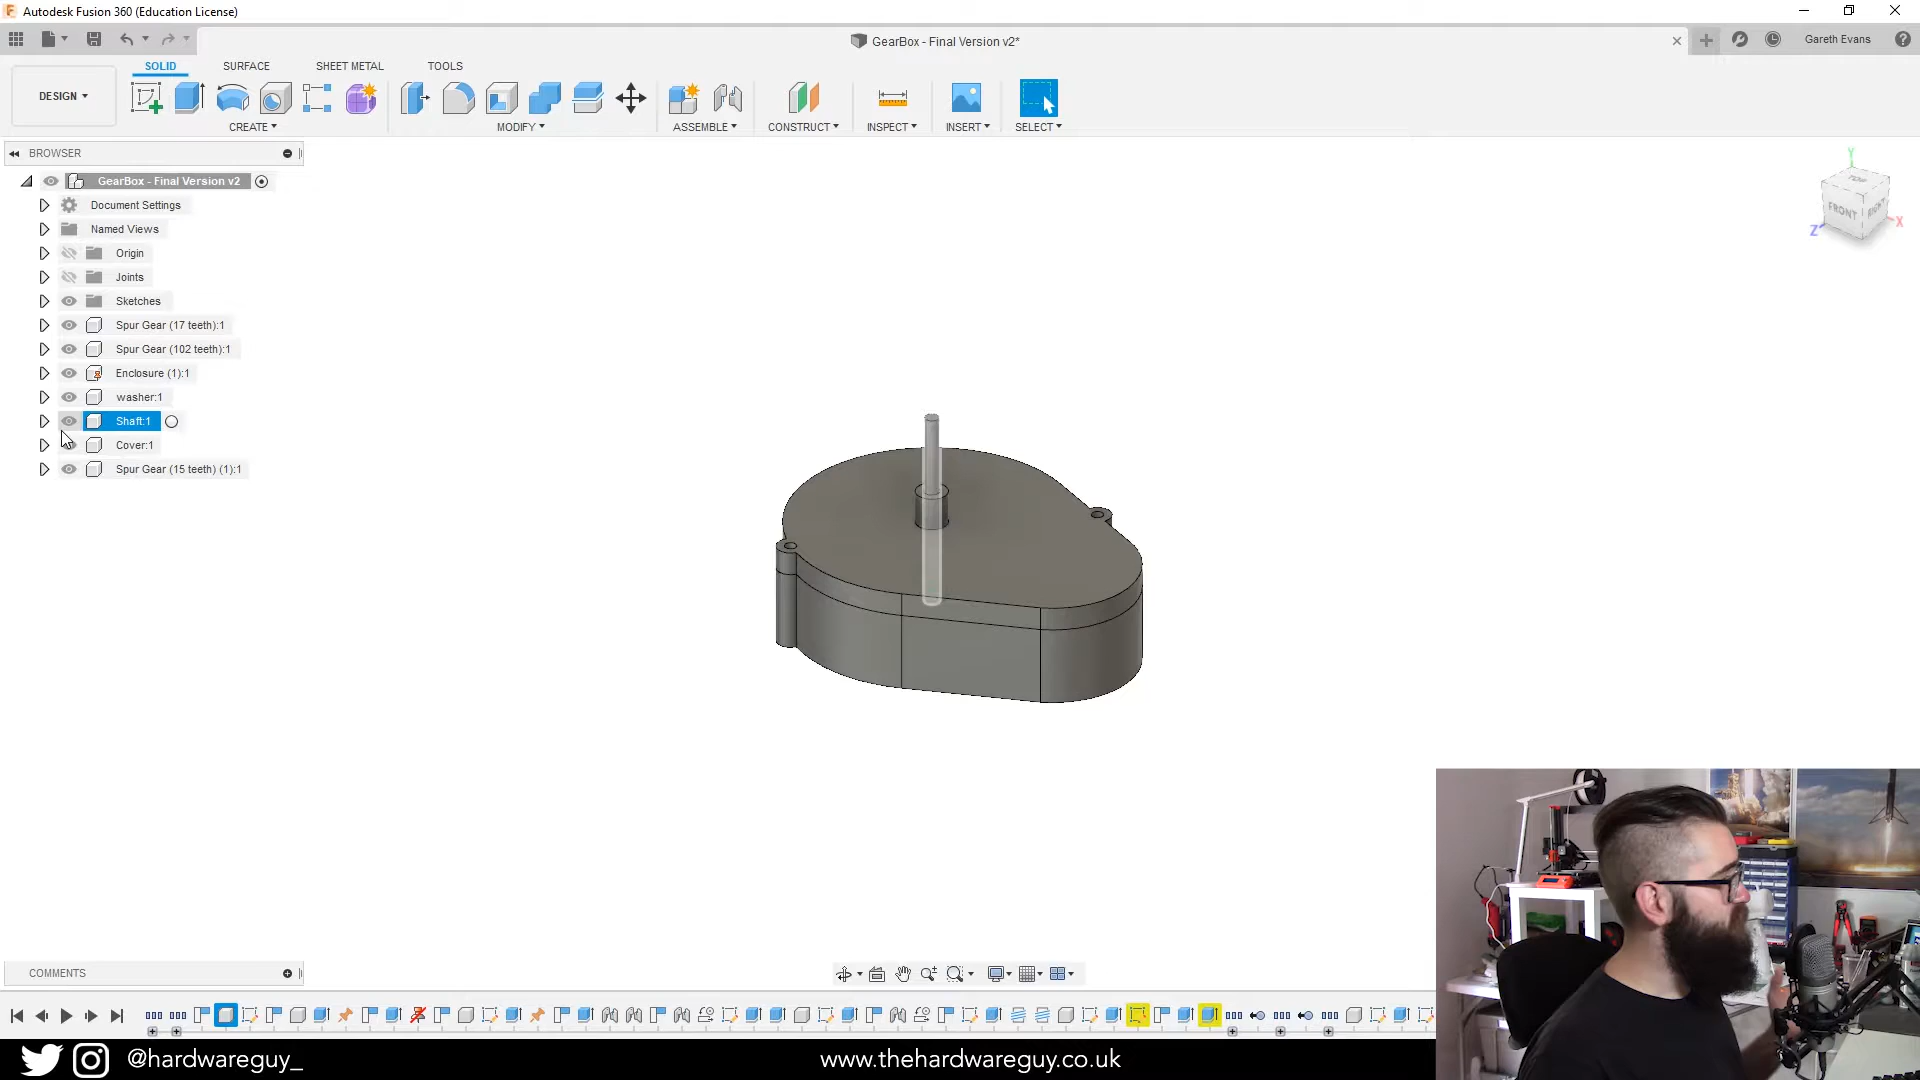 Autodesk Fusion 360 (Education License)
GearBox - Final Version v2*
Gareth Evans
DESIGN
SOLID
SURFACE
SHEET METAL
TOOLS
CREATE
MODIFY
ASSEMBLE
CONSTRUCT
INSPECT
INSERT
SELECT
BROWSER
GearBox - Final Version v2
Document Settings
Named Views
Origin
Joints
Sketches
Spur Gear (17 teeth):1
Spur Gear (102 teeth):1
Enclosure (1):1
washer:1
Shaft:1
Cover:1
Spur Gear (15 teeth) (1):1
Y
TOP
FRONT
RIGHT
Z
X
COMMENTS
@hardwareguy_
www.thehardwareguy.co.uk